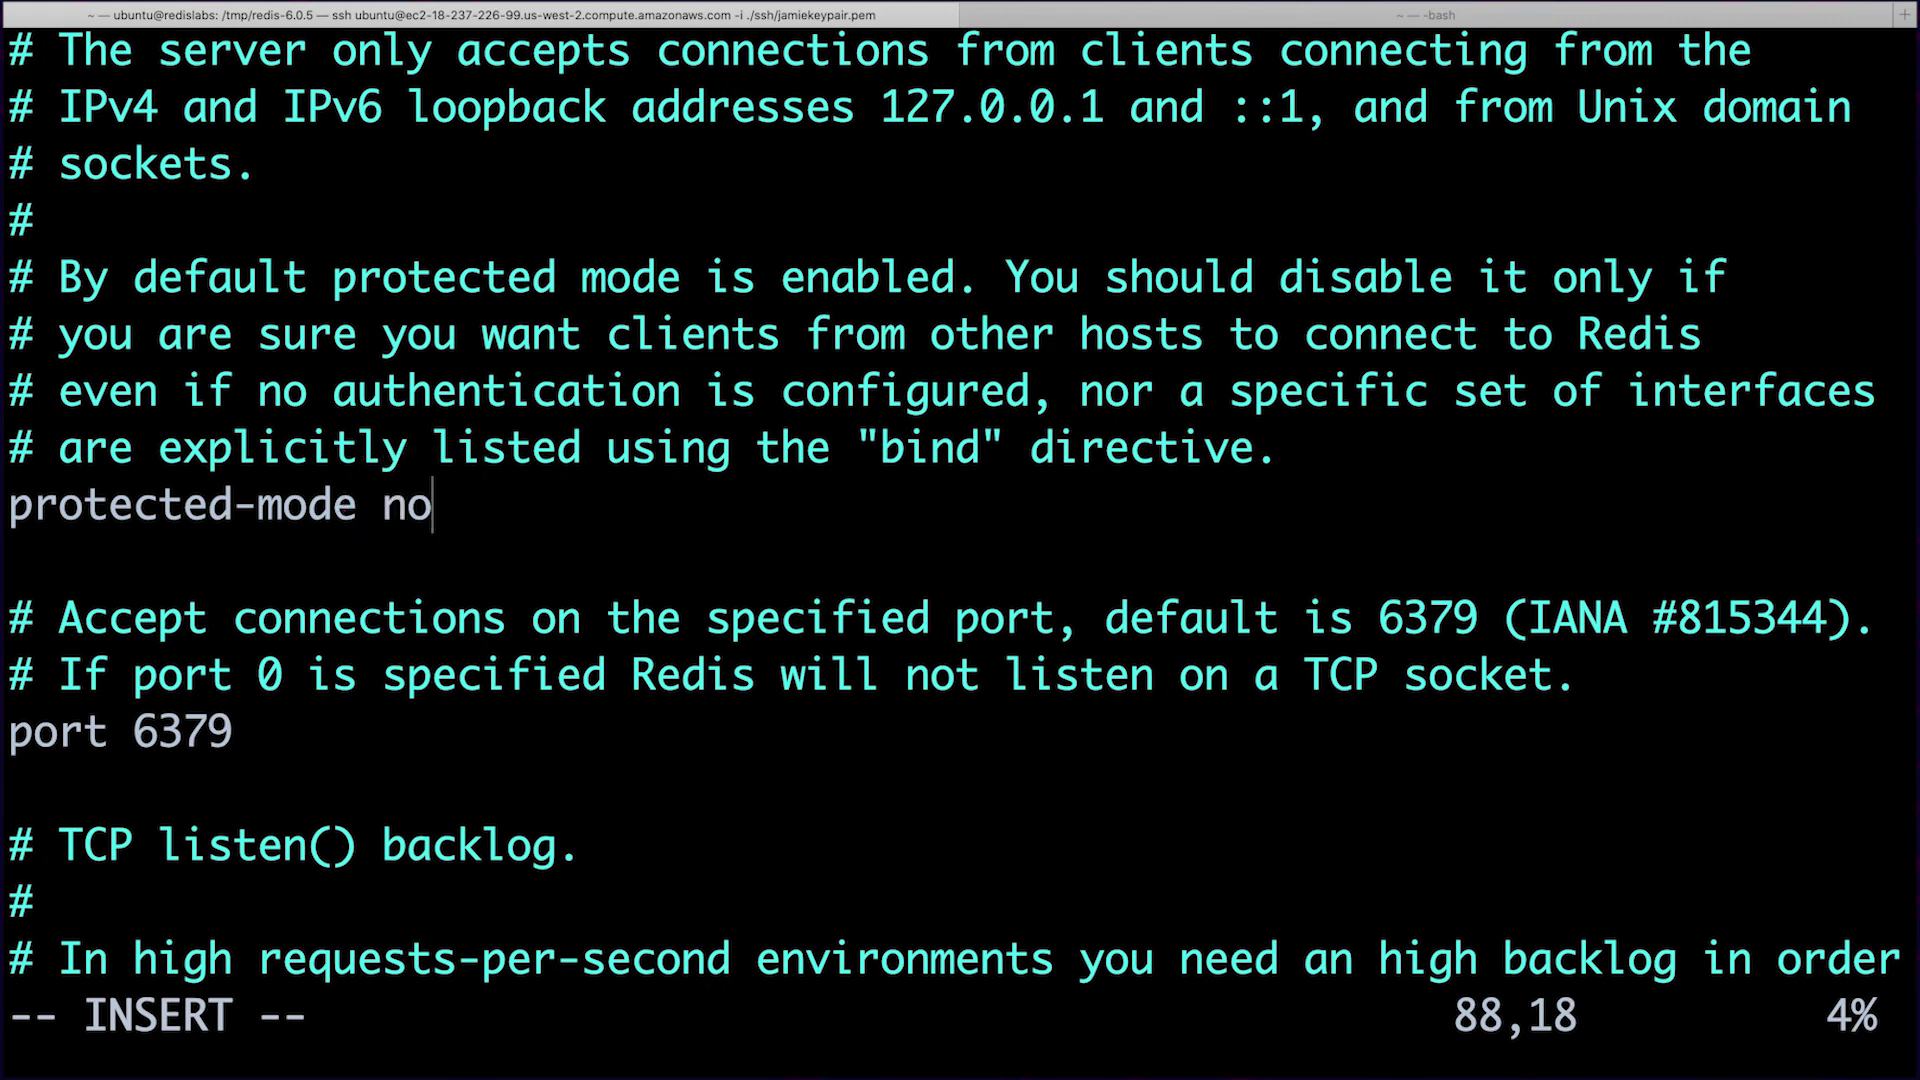 ~ — ubuntu@redislabs: /tmp/redis-6.0.5 — ssh ubuntu@ec2-18-237-226-99.us-west-2.compute.amazonaws.com -i ./ssh/jamiekeypair.pem
~ — -bash
+
# The server only accepts connections from clients connecting from the
# IPv4 and IPv6 loopback addresses 127.0.0.1 and ::1, and from Unix domain
# sockets.
#
# By default protected mode is enabled. You should disable it only if
# you are sure you want clients from other hosts to connect to Redis
# even if no authentication is configured, nor a specific set of interfaces
# are explicitly listed using the "bind" directive.
protected-mode no
# Accept connections on the specified port, default is 6379 (IANA #815344).
# If port 0 is specified Redis will not listen on a TCP socket.
port 6379
# TCP listen() backlog.
#
# In high requests-per-second environments you need an high backlog in order
-- INSERT -- 88,18 4%